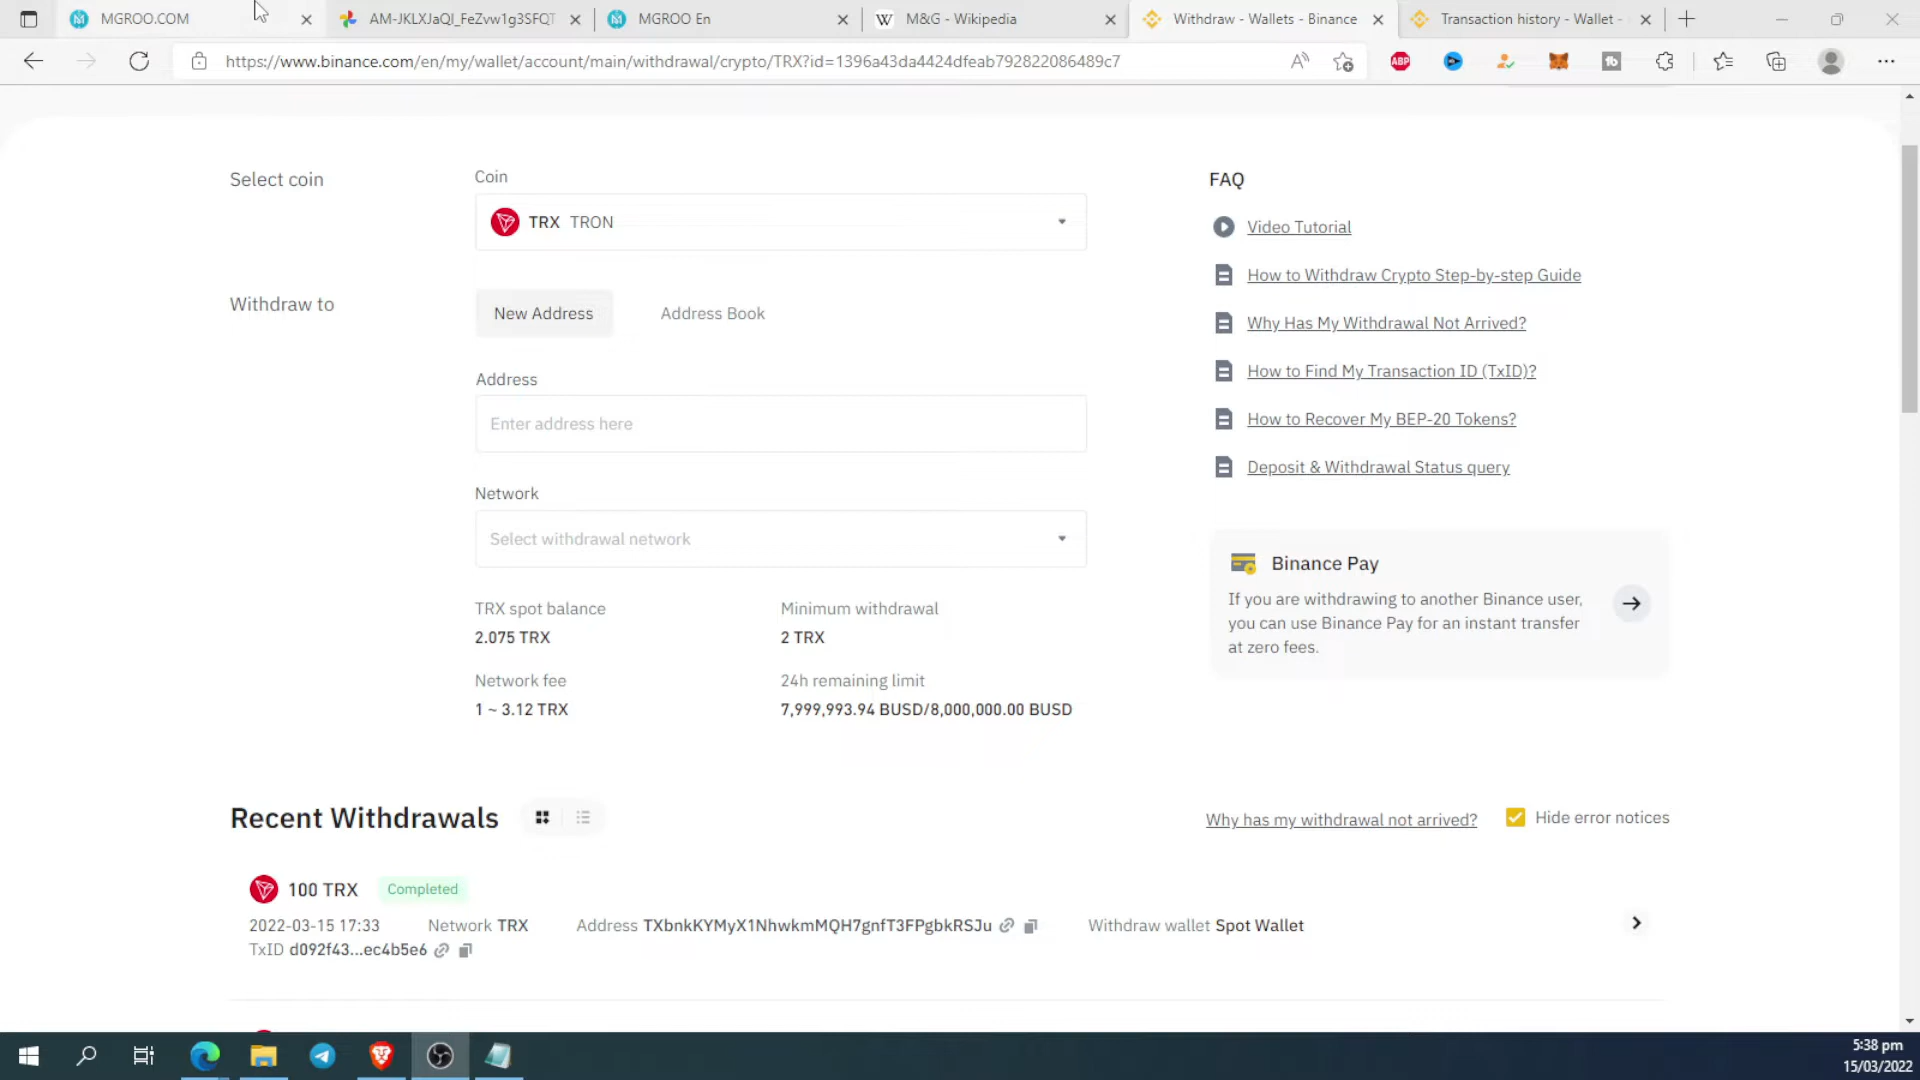 MGROO.COM
AM-JKLXJaQI_FeZvw1g3SFQT
MGROO En
M&G - Wikipedia
Withdraw - Wallets - Binance
Transaction history - Wallet -
https://www.binance.com/en/my/wallet/account/main/withdrawal/crypto/TRX?id=1396a43da4424dfeab792822086489c7
Select coin
Coin
TRX TRON
Withdraw to
New Address
Address Book
Address
Enter address here
Network
Select withdrawal network
TRX spot balance
Minimum withdrawal
2.075 TRX
2 TRX
Network fee
24h remaining limit
1 ~ 3.12 TRX
7,999,993.94 BUSD/8,000,000.00 BUSD
FAQ
Video Tutorial
How to Withdraw Crypto Step-by-step Guide
Why Has My Withdrawal Not Arrived?
How to Find My Transaction ID (TxID)?
How to Recover My BEP-20 Tokens?
Deposit & Withdrawal Status query
Binance Pay
If you are withdrawing to another Binance user,
you can use Binance Pay for an instant transfer
at zero fees.
Recent Withdrawals
Why has my withdrawal not arrived?
Hide error notices
100 TRX
Completed
2022-03-15 17:33 Network TRX Address TXbnkKYMyX1NhwkmMQH7gnfT3FPgbkRSJu Withdraw wallet Spot Wallet
TxID d092f43...ec4b5e6
5:38 pm
15/03/2022
ABP